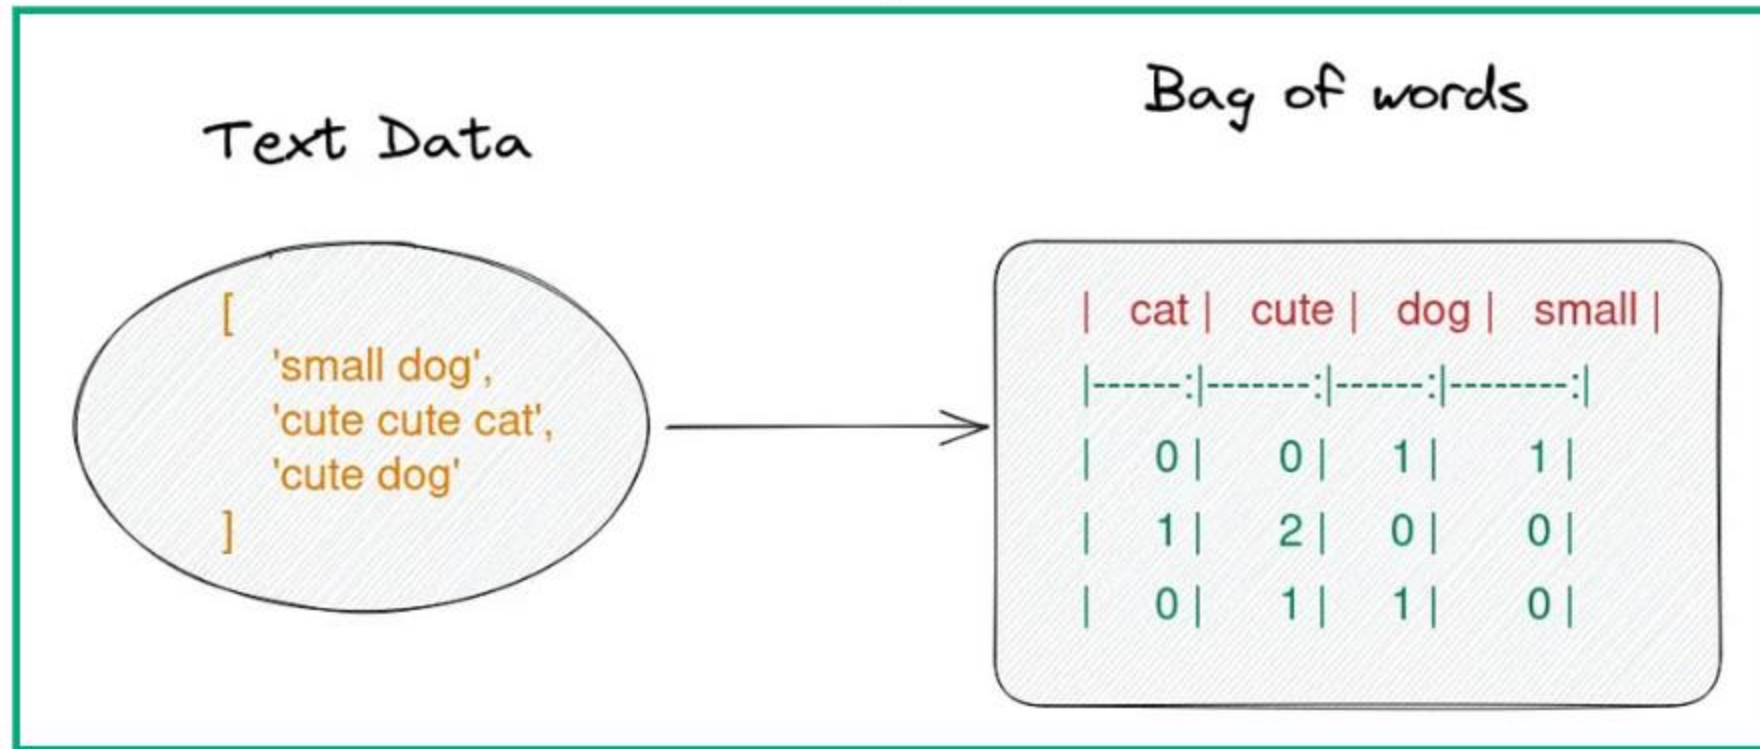 Text Data
[
'small dog',
'cute cute cat',
'cute dog'
]
Bag of words
| cat | cute | dog | small |
|------:|-------:|------:|--------:|
| 0 | 0 | 1 | 1 |
| 1 | 2 | 0 | 0 |
| 0 | 1 | 1 | 0 |